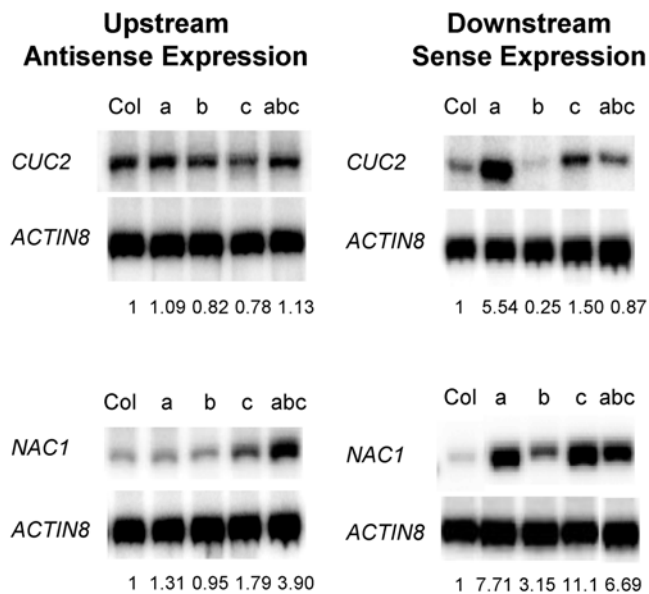 Upstream
Antisense Expression
Col a b c abc
CUC2
ACTIN8
1 1.09 0.82 0.78 1.13
Col a b c abc
NAC1
ACTIN8
1 1.31 0.95 1.79 3.90
Downstream
Sense Expression
Col a b c abc
CUC2
ACTIN8
1 5.54 0.25 1.50 0.87
Col a b c abc
NAC1
ACTIN8
1 7.71 3.15 11.1 6.69